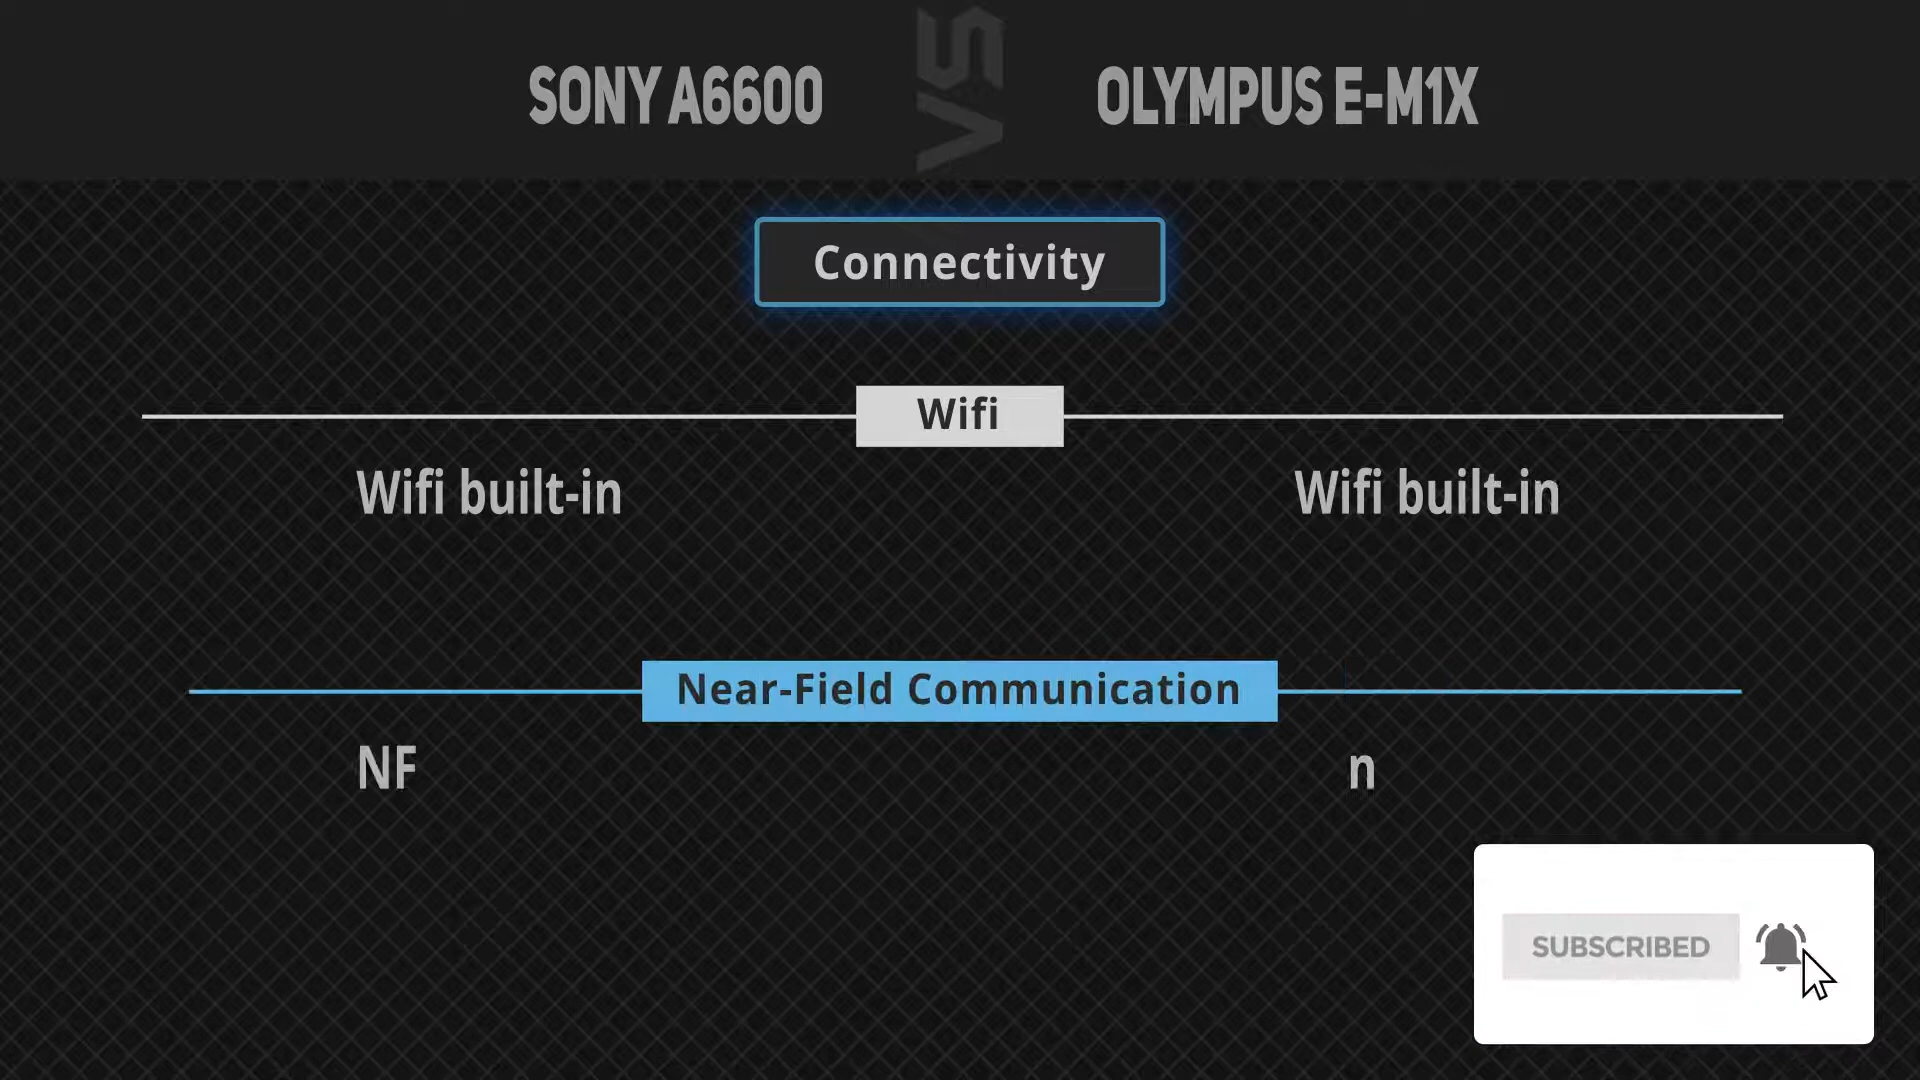 SONY A6600
VS
OLYMPUS E-M1X
Connectivity
Wifi
Wifi built-in
Wifi built-in
Near-Field Communication
NF
n
SUBSCRIBED